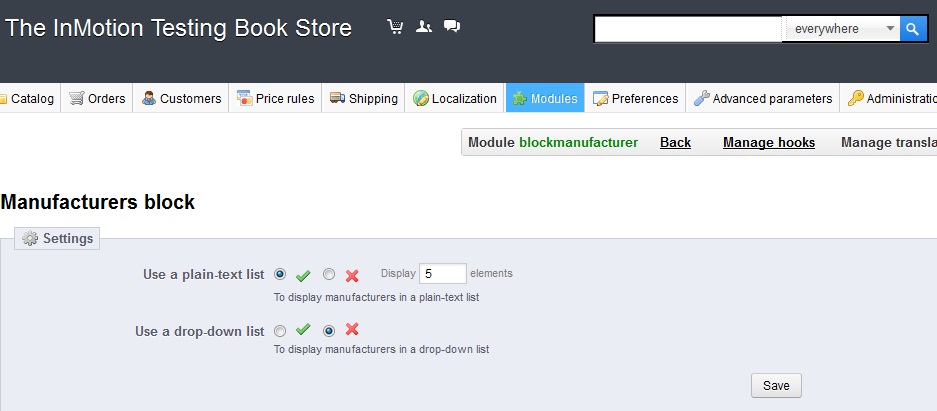 The InMotion Testing Book Store
everywhere
Catalog Orders Customers Price rules Shipping Localization Modules Preferences Advanced parameters Administratio
Module blockmanufacturer Back Manage hooks Manage transla
Manufacturers block
Settings
Use a plain-text list Display 5 elements
To display manufacturers in a plain-text list
Use a drop-down list
To display manufacturers in a drop-down list
Save